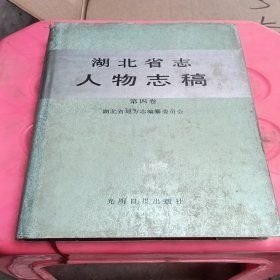 湖北省志
人物志稿
第四卷
湖北省地方志编纂委员会
光明日报出版社